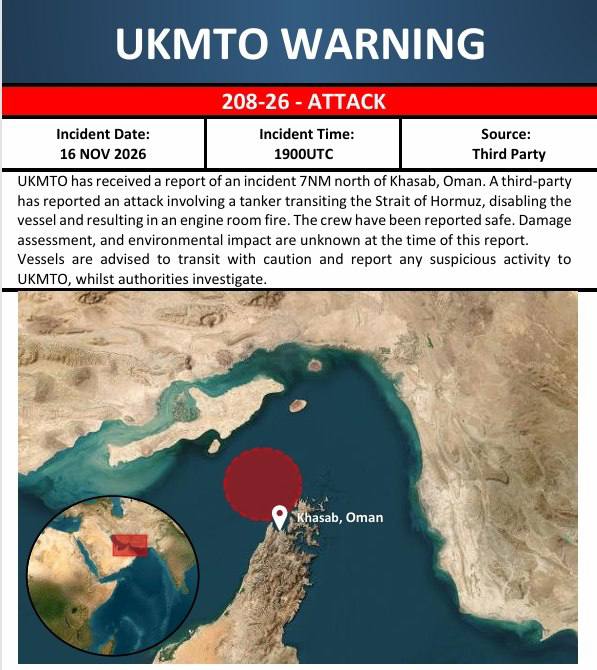 UKMTO WARNING
208-26 - ATTACK
Incident Date:
16 NOV 2026
Incident Time:
1900UTC
Source:
Third Party
UKMTO has received a report of an incident 7NM north of Khasab, Oman. A third-party
has reported an attack involving a tanker transiting the Strait of Hormuz, disabling the
vessel and resulting in an engine room fire. The crew have been reported safe. Damage
assessment, and environmental impact are unknown at the time of this report.
Vessels are advised to transit with caution and report any suspicious activity to
UKMTO, whilst authorities investigate.
Khasab, Oman